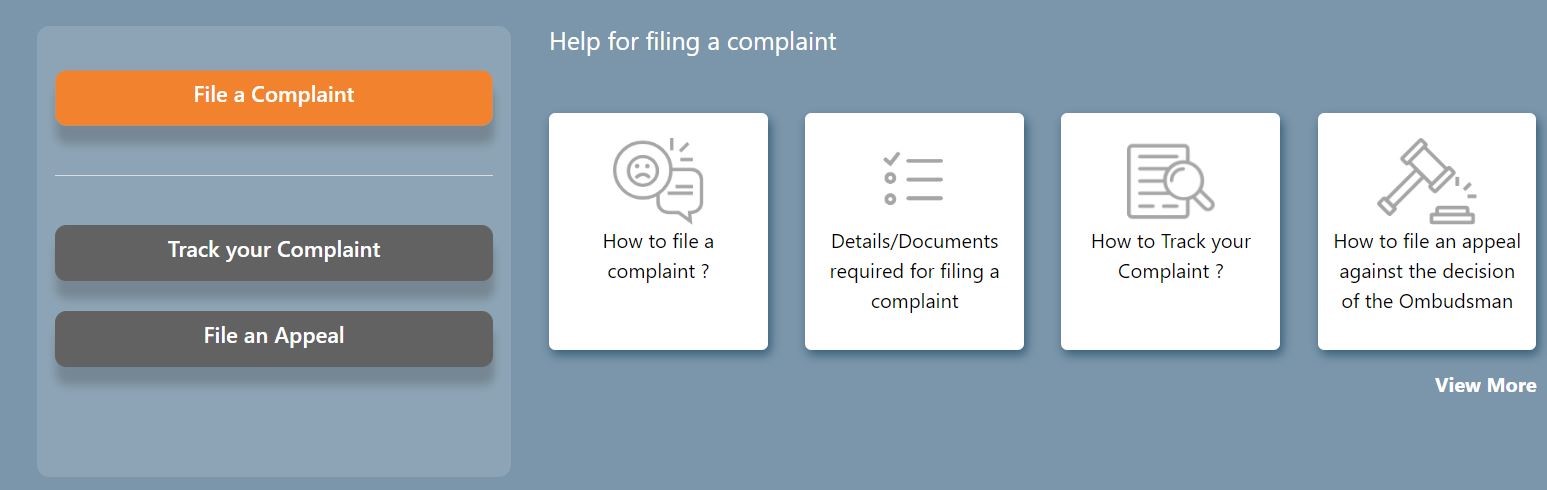 File a Complaint
Track your Complaint
File an Appeal
Help for filing a complaint
How to file a
complaint ?
Details/Documents
required for filing a
complaint
How to Track your
Complaint ?
How to file an appeal
against the decision
of the Ombudsman
View More